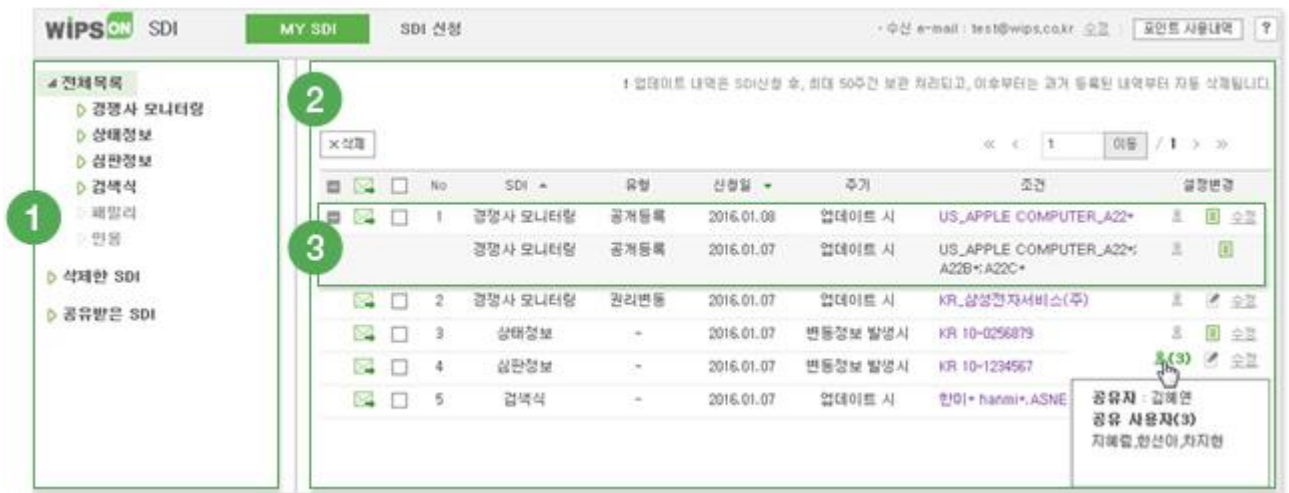 WIPS ON SDI MY SDI SDI 신청 · 수신 e-mail : test@wips.co.kr 수정 포인트 사용내역 ?
전체목록
경쟁사 모니터링
상태정보
심판정보
검색식
패밀리
인용
삭제한 SDI
공유받은 SDI
1
2
! 업데이트 내역은 SDI신청 후, 최대 50주간 보관 처리되고, 이후부터는 과거 등록된 내역부터 자동 삭제됩니다.
×삭제 « < 1 이동 / 1 > »
No SDI 유형 신청일 주기 조건 설정변경
1 경쟁사 모니터링 공개등록 2016.01.08 업데이트 시 US_APPLE COMPUTER_A22* 수정
3
경쟁사 모니터링 공개등록 2016.01.07 업데이트 시 US_APPLE COMPUTER_A22*;
A22B*;A22C*
2 경쟁사 모니터링 권리변동 2016.01.07 업데이트 시 KR_삼성전자서비스(주) 수정
3 상태정보 - 2016.01.07 변동정보 발생시 KR 10-0256879 수정
4 심판정보 - 2016.01.07 변동정보 발생시 KR 10-1234567 (3) 수정
5 검색식 - 2016.01.07 업데이트 시 한미* hanmi*.ASNE
공유자 : 김혜연
공유 사용자(3)
지혜림,한선아,차지현